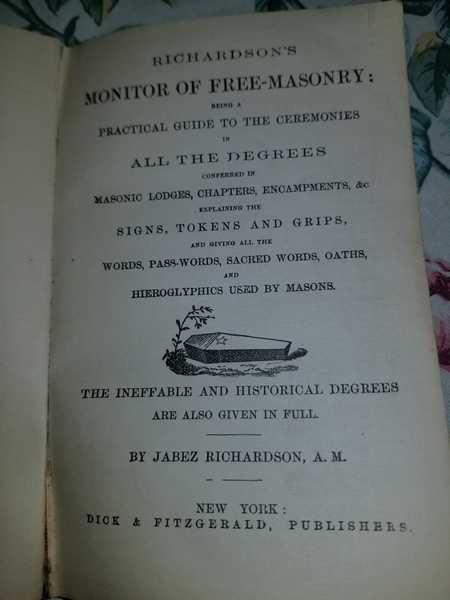 RICHARDSON'S
MONITOR OF FREE-MASONRY:
BEING A
PRACTICAL GUIDE TO THE CEREMONIES
IN
ALL THE DEGREES
CONFERRED IN
MASONIC LODGES, CHAPTERS, ENCAMPMENTS, &c
EXPLAINING THE
SIGNS, TOKENS AND GRIPS,
AND GIVING ALL THE
WORDS, PASS-WORDS, SACRED WORDS, OATHS,
AND
HIEROGLYPHICS USED BY MASONS.
THE INEFFABLE AND HISTORICAL DEGREES
ARE ALSO GIVEN IN FULL.
BY JABEZ RICHARDSON, A. M.
NEW YORK:
DICK & FITZGERALD, PUBLISHERS.